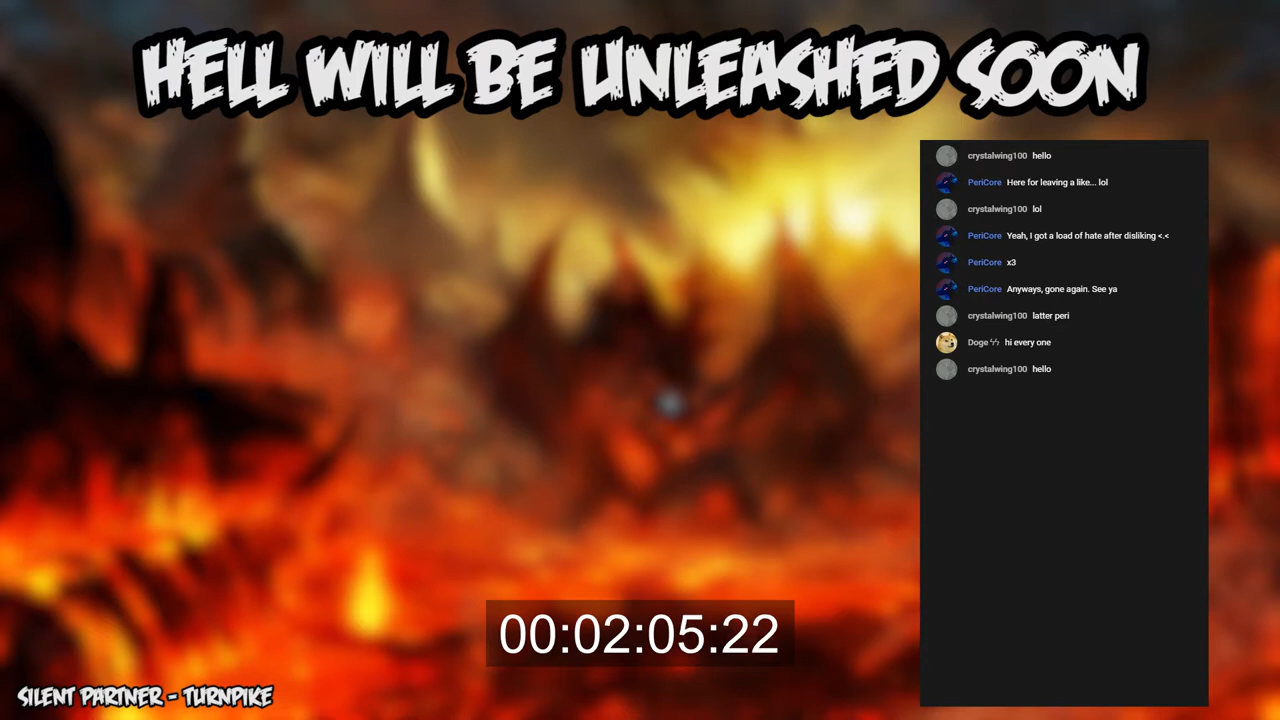 HELL WILL BE UNLEASHED SOON
crystalwing100 hello
PeriCore Here for leaving a like... lol
crystalwing100 lol
PeriCore Yeah, I got a load of hate after disliking <.<
PeriCore x3
PeriCore Anyways, gone again. See ya
crystalwing100 latter peri
Doge ϟϟ hi every one
crystalwing100 hello
00:02:05:22
SILENT PARTNER - TURNPIKE